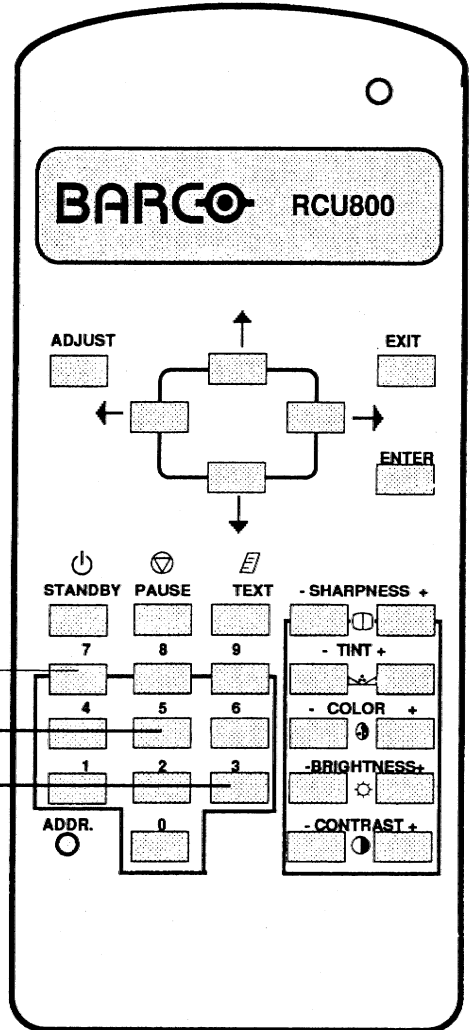 BARCO RCU800
ADJUST EXIT
ENTER
STANDBY PAUSE TEXT - SHARPNESS +
7 8 9 - TINT +
4 5 6 - COLOR +
1 2 3 -BRIGHTNESS+
ADDR. 0 - CONTRAST +